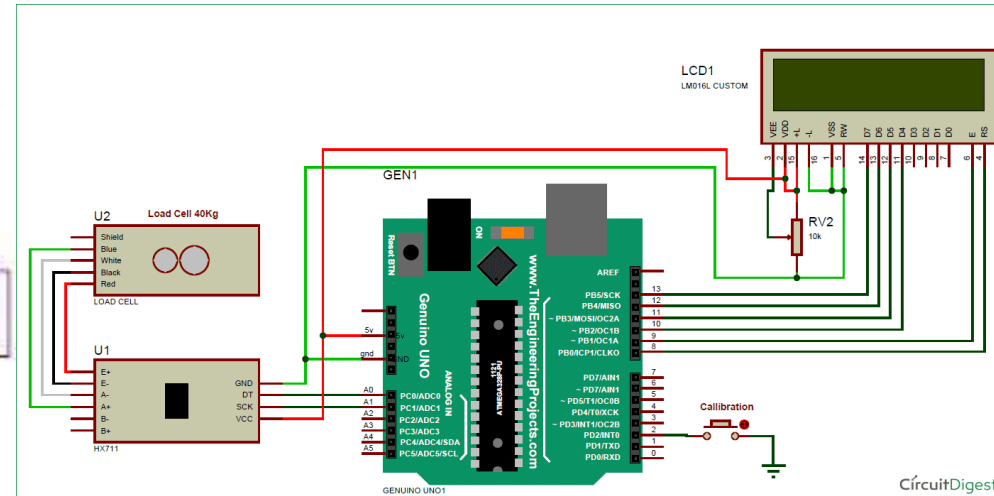 LCD1
LM016L CUSTOM
VEE
VDD
+L
-L
VSS
RW
D7
D6
D5
D4
D3
D2
D1
D0
E
RS
3
2
15
16
1
5
14
13
12
11
10
9
8
7
6
4
RV2
10k
GEN1
U2
Load Cell 40Kg
Shield
Blue
White
Black
Red
LOAD CELL
U1
E+
E-
A-
A+
B-
B+
GND
DT
SCK
VCC
HX711
Reset BTN
ON
Genuino UNO
www.TheEngineeringProjects.com
1121
ATMEGA328P-PU
ANALOG IN
5v
5v
gnd
GND
A0
A1
A2
A3
A4
A5
PC0/ADC0
PC1/ADC1
PC2/ADC2
PC3/ADC3
PC4/ADC4/SDA
PC5/ADC5/SCL
AREF
PB5/SCK
PB4/MISO
~ PB3/MOSI/OC2A
~ PB2/OC1B
~ PB1/OC1A
PB0/ICP1/CLKO
13
12
11
10
9
8
PD7/AIN1
~ PD7/AIN1
~ PD5/T1/OC0B
PD4/T0/XCK
~ PD3/INT1/OC2B
PD2/INT0
PD1/TXD
PD0/RXD
7
6
5
4
3
2
1
0
Callibration
GENUINO UNO1
CircuitDigest